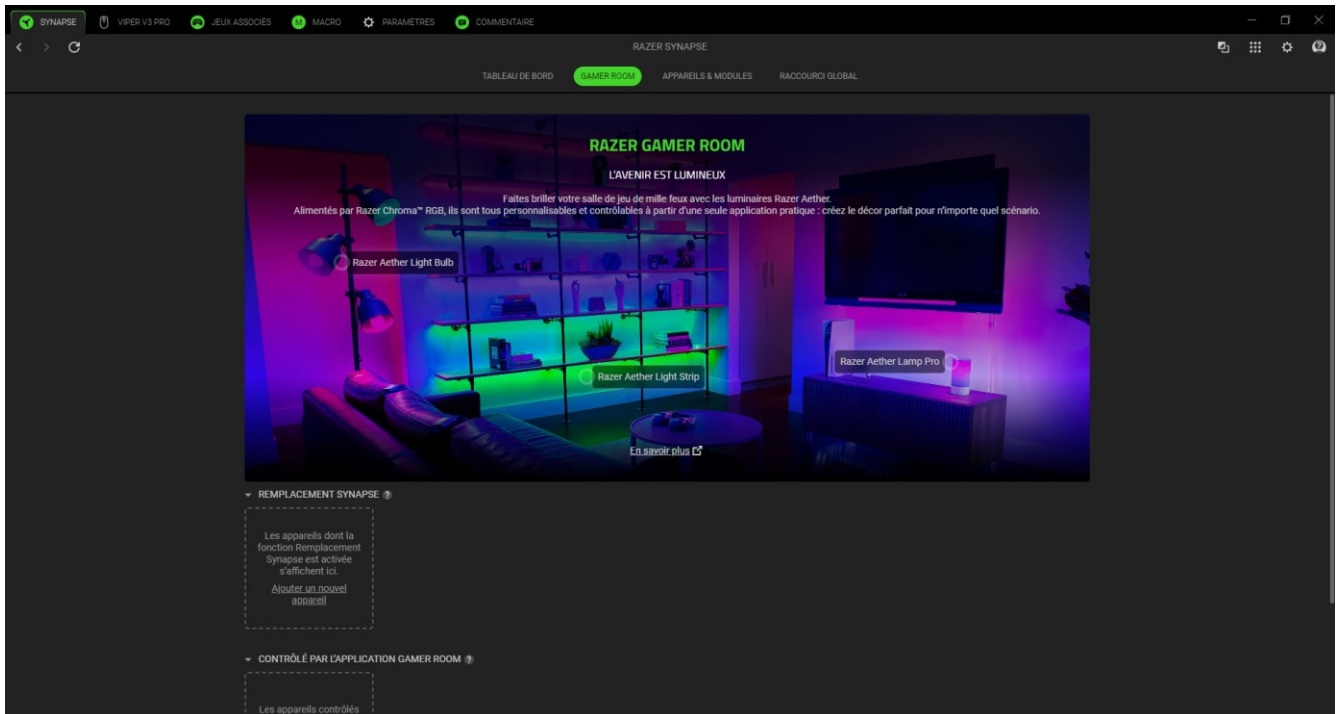 SYNAPSE
VIPER V3 PRO
JEUX ASSOCIÉS
MACRO
PARAMÈTRES
COMMENTAIRE
RAZER SYNAPSE
TABLEAU DE BORD
GAMER ROOM
APPAREILS & MODULES
RACCOURCI GLOBAL
RAZER GAMER ROOM
L'AVENIR EST LUMINEUX
Faites briller votre salle de jeu de mille feux avec les luminaires Razer Aether.
Alimentés par Razer Chroma™ RGB, ils sont tous personnalisables et contrôlables à partir d'une seule application pratique : créez le décor parfait pour n'importe quel scénario.
Razer Aether Light Bulb
Razer Aether Lamp Pro
Razer Aether Light Strip
En savoir plus
REMPLACEMENT SYNAPSE ?
Les appareils dont la
fonction Remplacement
Synapse est activée
s'affichent ici.
Ajouter un nouvel
appareil
CONTRÔLÉ PAR L'APPLICATION GAMER ROOM ?
Les appareils contrôlés